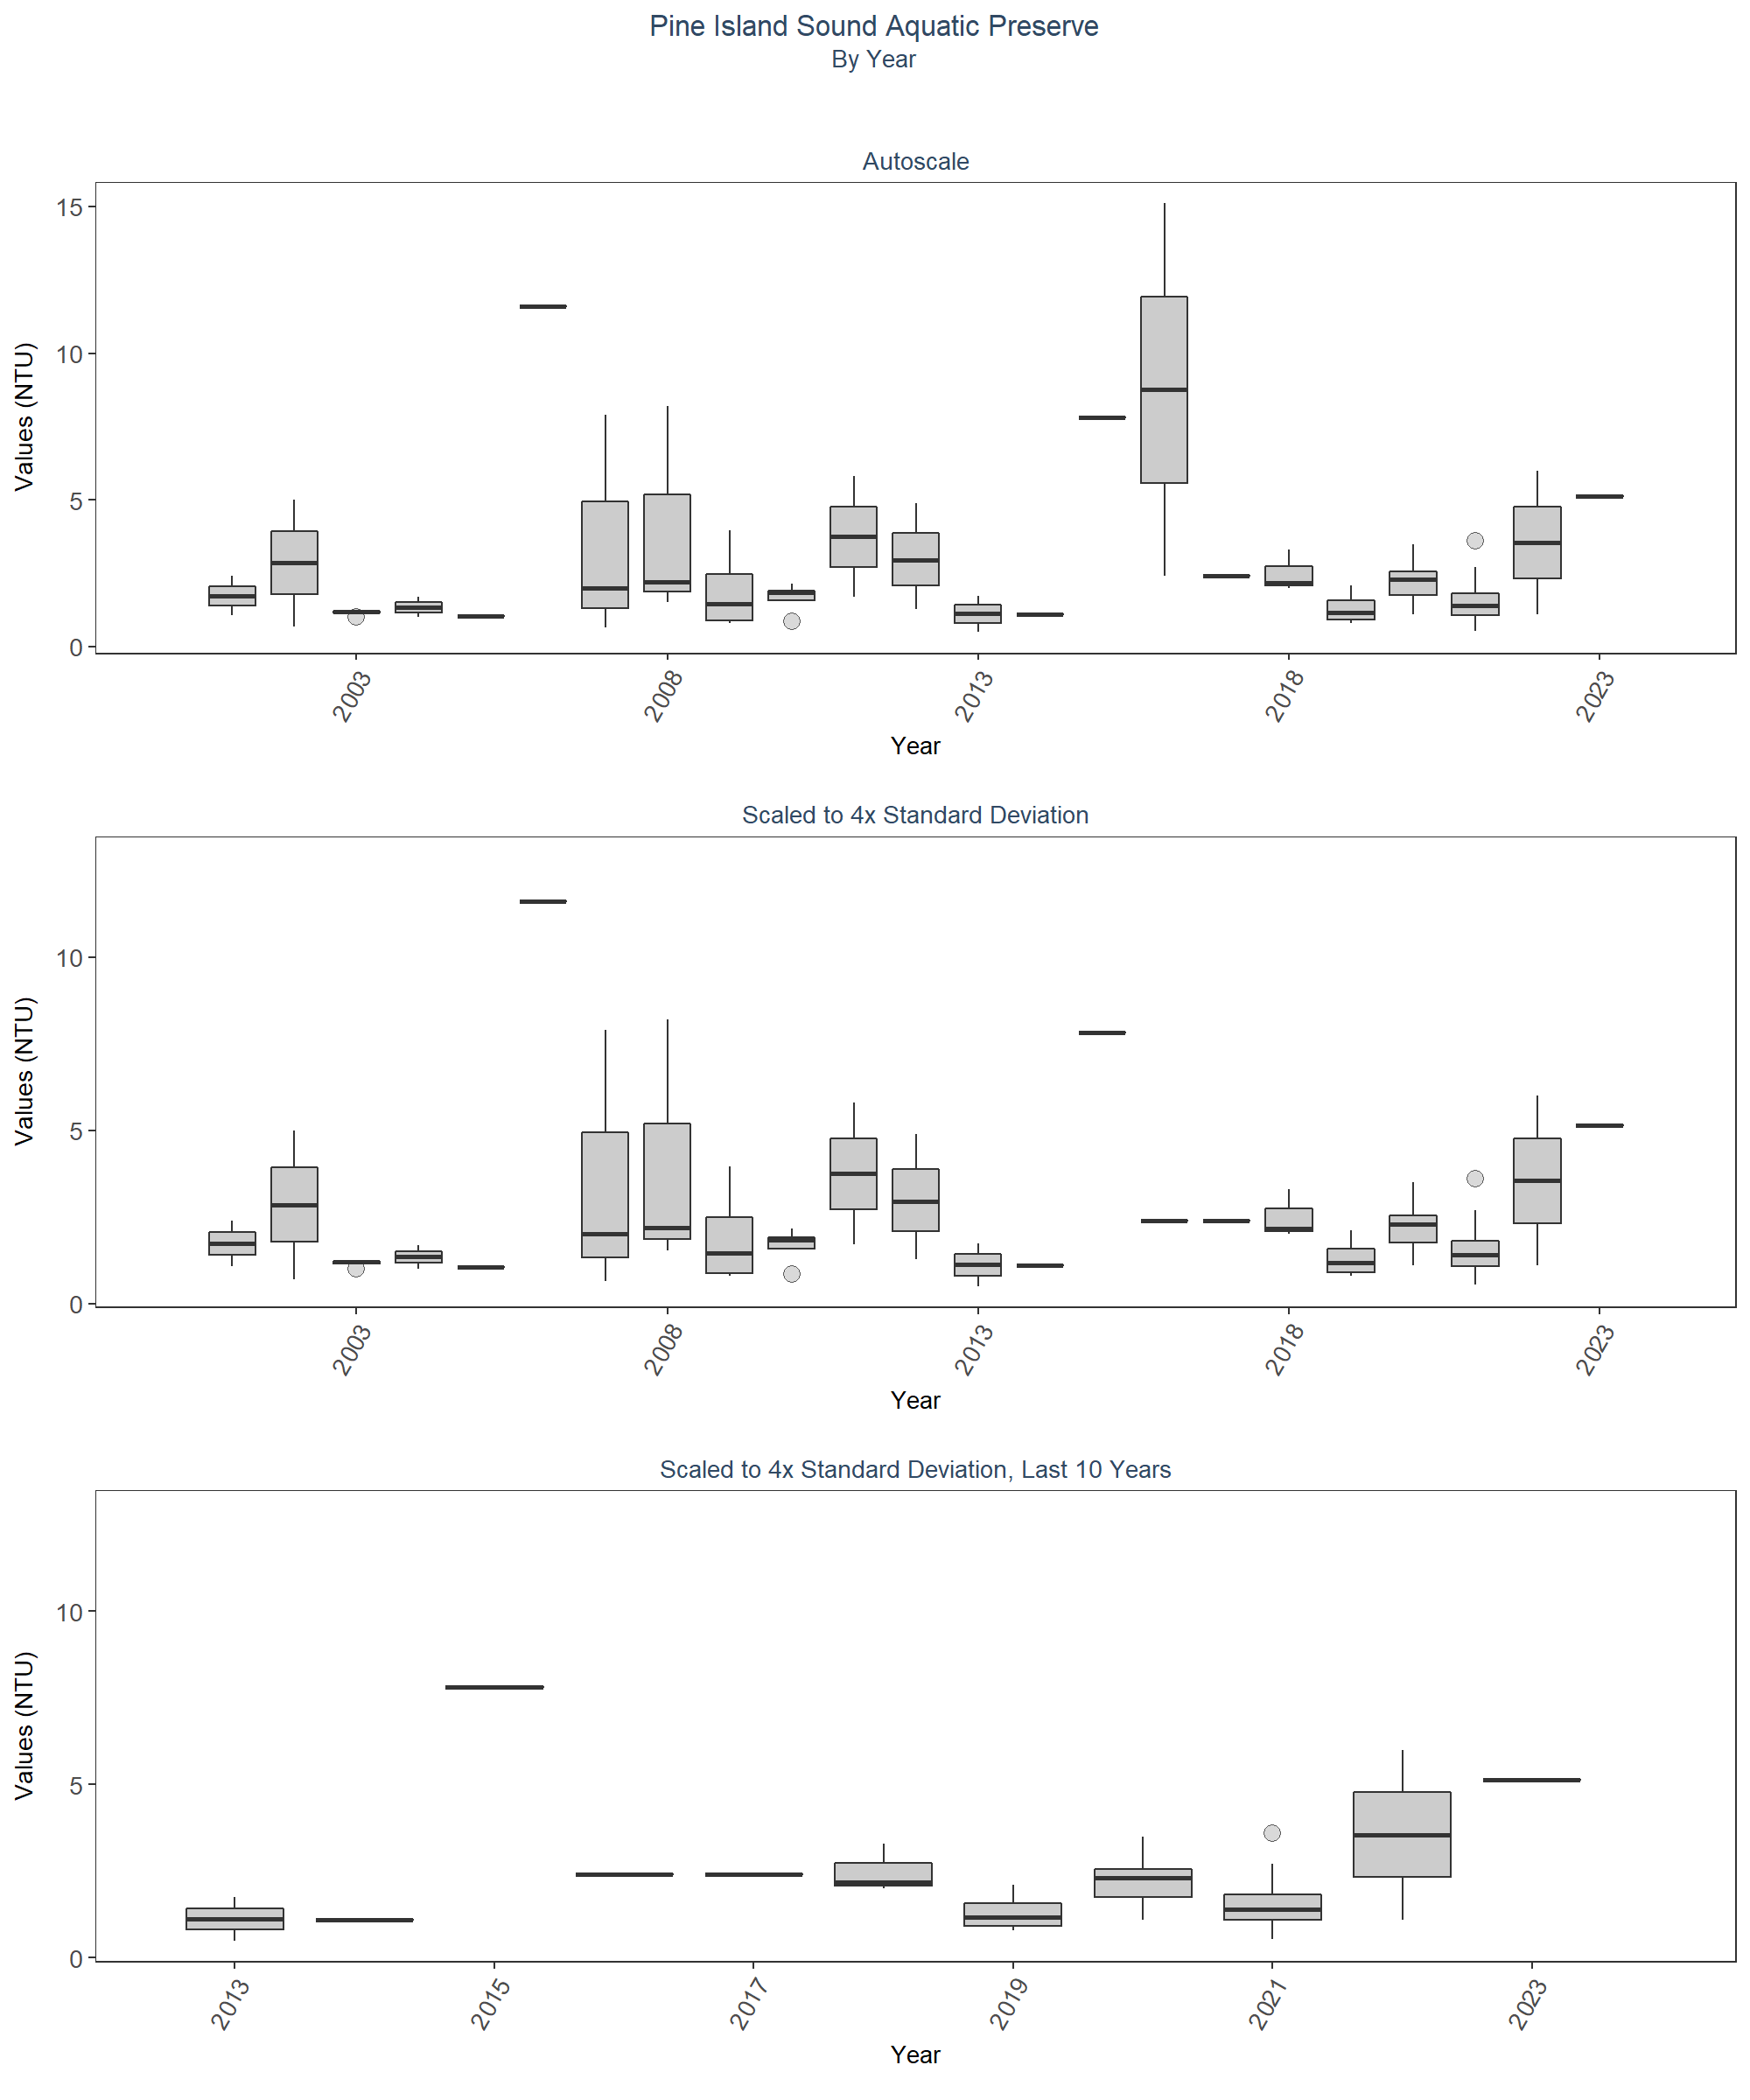 Pine Island Sound Aquatic Preserve
By Year
Autoscale
15
10
5
0
Values (NTU)
2003 2008 2013 2018 2023
Year
Scaled to 4x Standard Deviation
10
5
0
Values (NTU)
2003 2008 2013 2018 2023
Year
Scaled to 4x Standard Deviation, Last 10 Years
10
5
0
Values (NTU)
2013 2015 2017 2019 2021 2023
Year